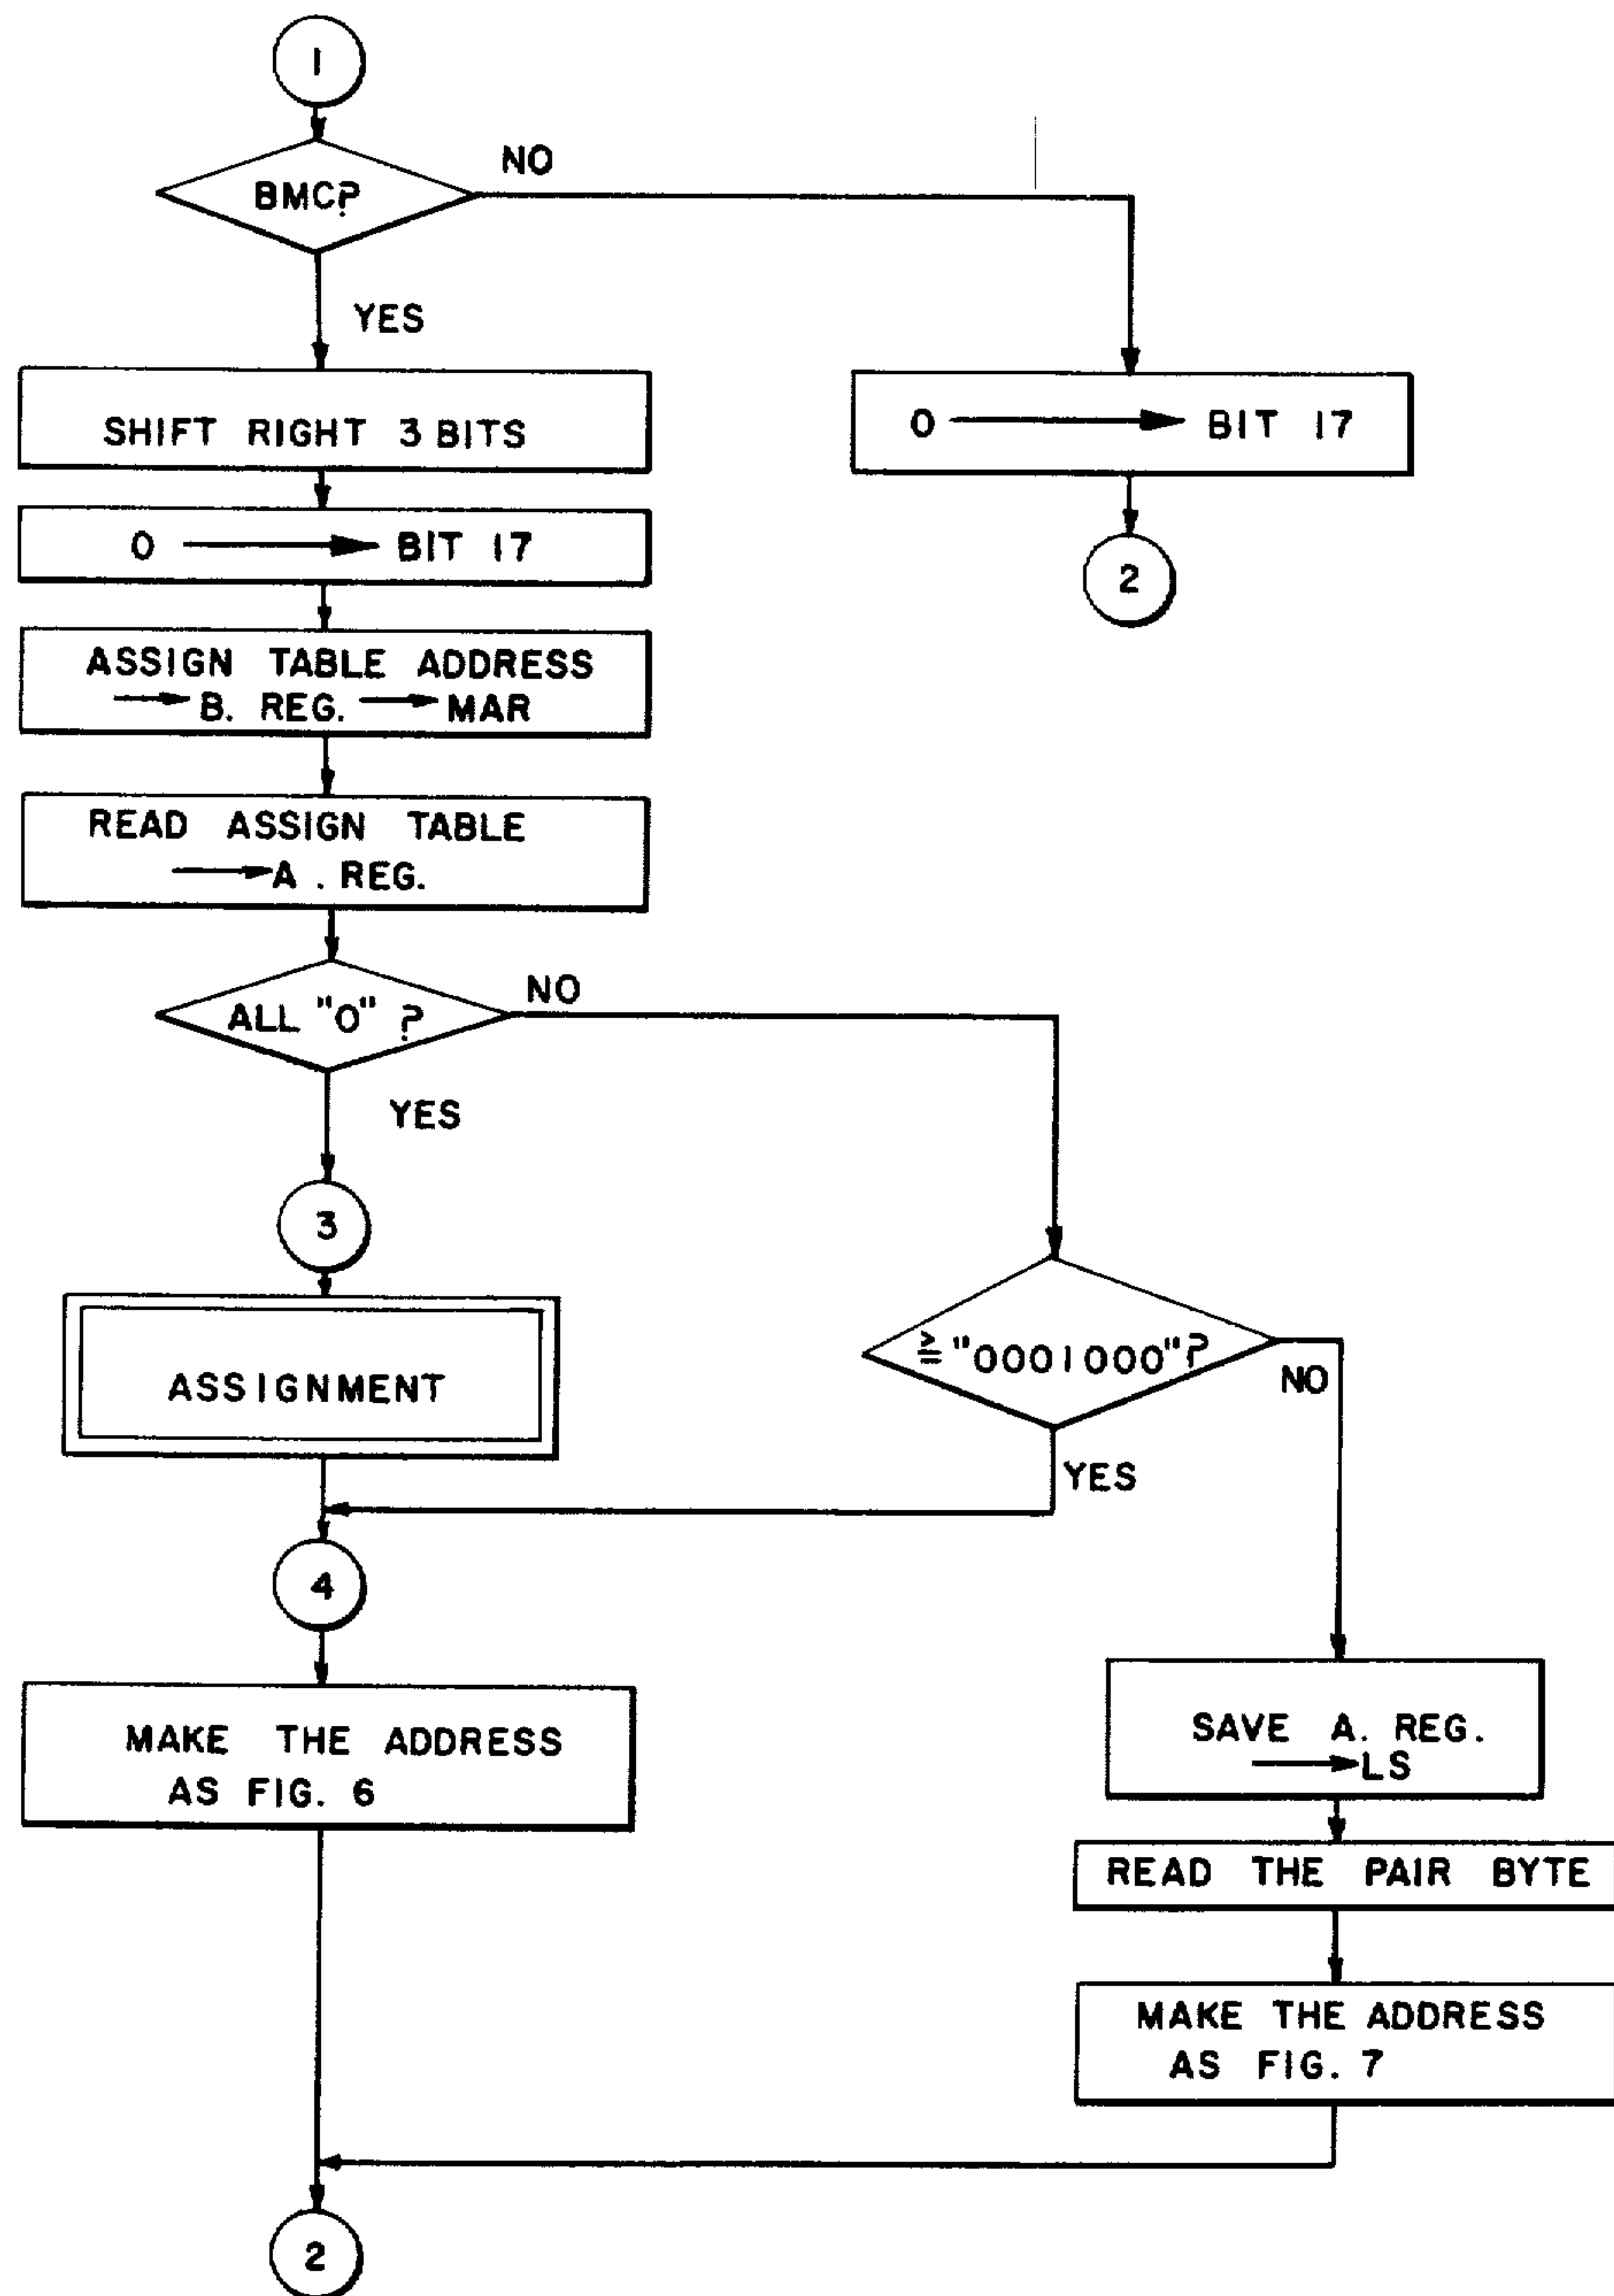 1
BMC?
NO
YES
SHIFT RIGHT 3 BITS
0 → BIT 17
0 → BIT 17
2
ASSIGN TABLE ADDRESS
→ B. REG. → MAR
READ ASSIGN TABLE
→ A . REG.
ALL "0" ?
NO
YES
3
ASSIGNMENT
≧ "0001000"?
NO
YES
4
MAKE THE ADDRESS
AS FIG. 6
SAVE A. REG.
→ LS
READ THE PAIR BYTE
MAKE THE ADDRESS
AS FIG. 7
2